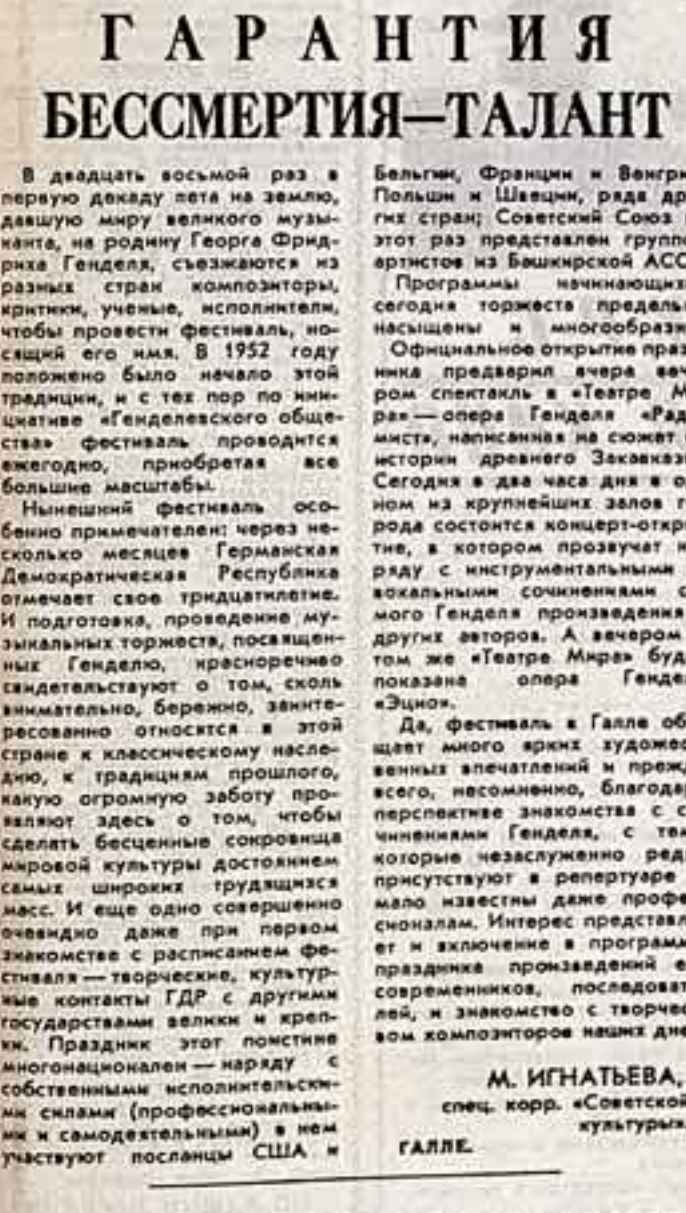 ГАРАНТИЯ
БЕССМЕРТИЯ—ТАЛАНТ
В двадцать восьмой раз в
первую декаду лета на землю,
давшую миру великого музы-
канта, на родину Георга Фрид-
риха Генделя, съезжаются из
разных стран композиторы,
критики, ученые, исполнители,
чтобы провести фестиваль, но-
сящий его имя. В 1952 году
положено было начало этой
традиции, и с тех пор по ини-
циативе «Генделевского обще-
ства» фестиваль проводится
ежегодно, приобретая все
большие масштабы.
Нынешний фестиваль осо-
бенно примечателен: через не-
сколько месяцев Германская
Демократическая Республика
отмечает свое тридцатилетие.
И подготовка, проведение му-
зыкальных торжеств, посвящен-
ных Генделю, красноречиво
свидетельствуют о том, сколь
внимательно, бережно, заинте-
ресованно относятся в этой
стране к классическому насле-
дию, к традициям прошлого,
какую огромную заботу про-
являют здесь о том, чтобы
сделать бесценные сокровища
мировой культуры достоянием
самых широких трудящихся
масс. И еще одно совершенно
очевидно даже при первом
знакомстве с расписанием фе-
стиваля — творческие, культур-
ные контакты ГДР с другими
государствами велики и креп-
ки. Праздник этот поистине
многонационален — наряду с
собственными исполнительски-
ми силами (профессиональны-
ми и самодеятельными) в нем
участвуют посланцы США и
Бельгии, Франции и Венгри
Польши и Швеции, ряда др
гих стран; Советский Союз
этот раз представлен группо
артистов из Башкирской АСС
Программы начинающих
сегодня торжеств предель
насыщены и многообразн
Официальное открытие праз
ника предварил вчера веч
ром спектакль в «Театре М
ра» — опера Генделя «Рад
мист», написанная на сюжет
истории древнего Закавказ
Сегодня в два часа дня в о
ном из крупнейших залов г
рода состоится концерт-откры
тие, в котором прозвучат н
ряду с инструментальными
вокальными сочинениями с
мого Генделя произведения
других авторов. А вечером
том же «Театре Мира» буд
показана опера Генде
«Эцио».
Да, фестиваль в Галле об
щает много ярких художес
венных впечатлений и прежд
всего, несомненно, благодар
перспективе знакомства с с
чинениями Генделя, с тем
которые незаслуженно ред
присутствуют в репертуаре
мало известны даже профе
сионалам. Интерес представл
ет и включение в программ
праздника произведений е
современников, последоват
лей, и знакомство с творчес
вом композиторов наших дне
М. ИГНАТЬЕВА,
спец. корр. «Советской
культуры».
ГАЛЛЕ.